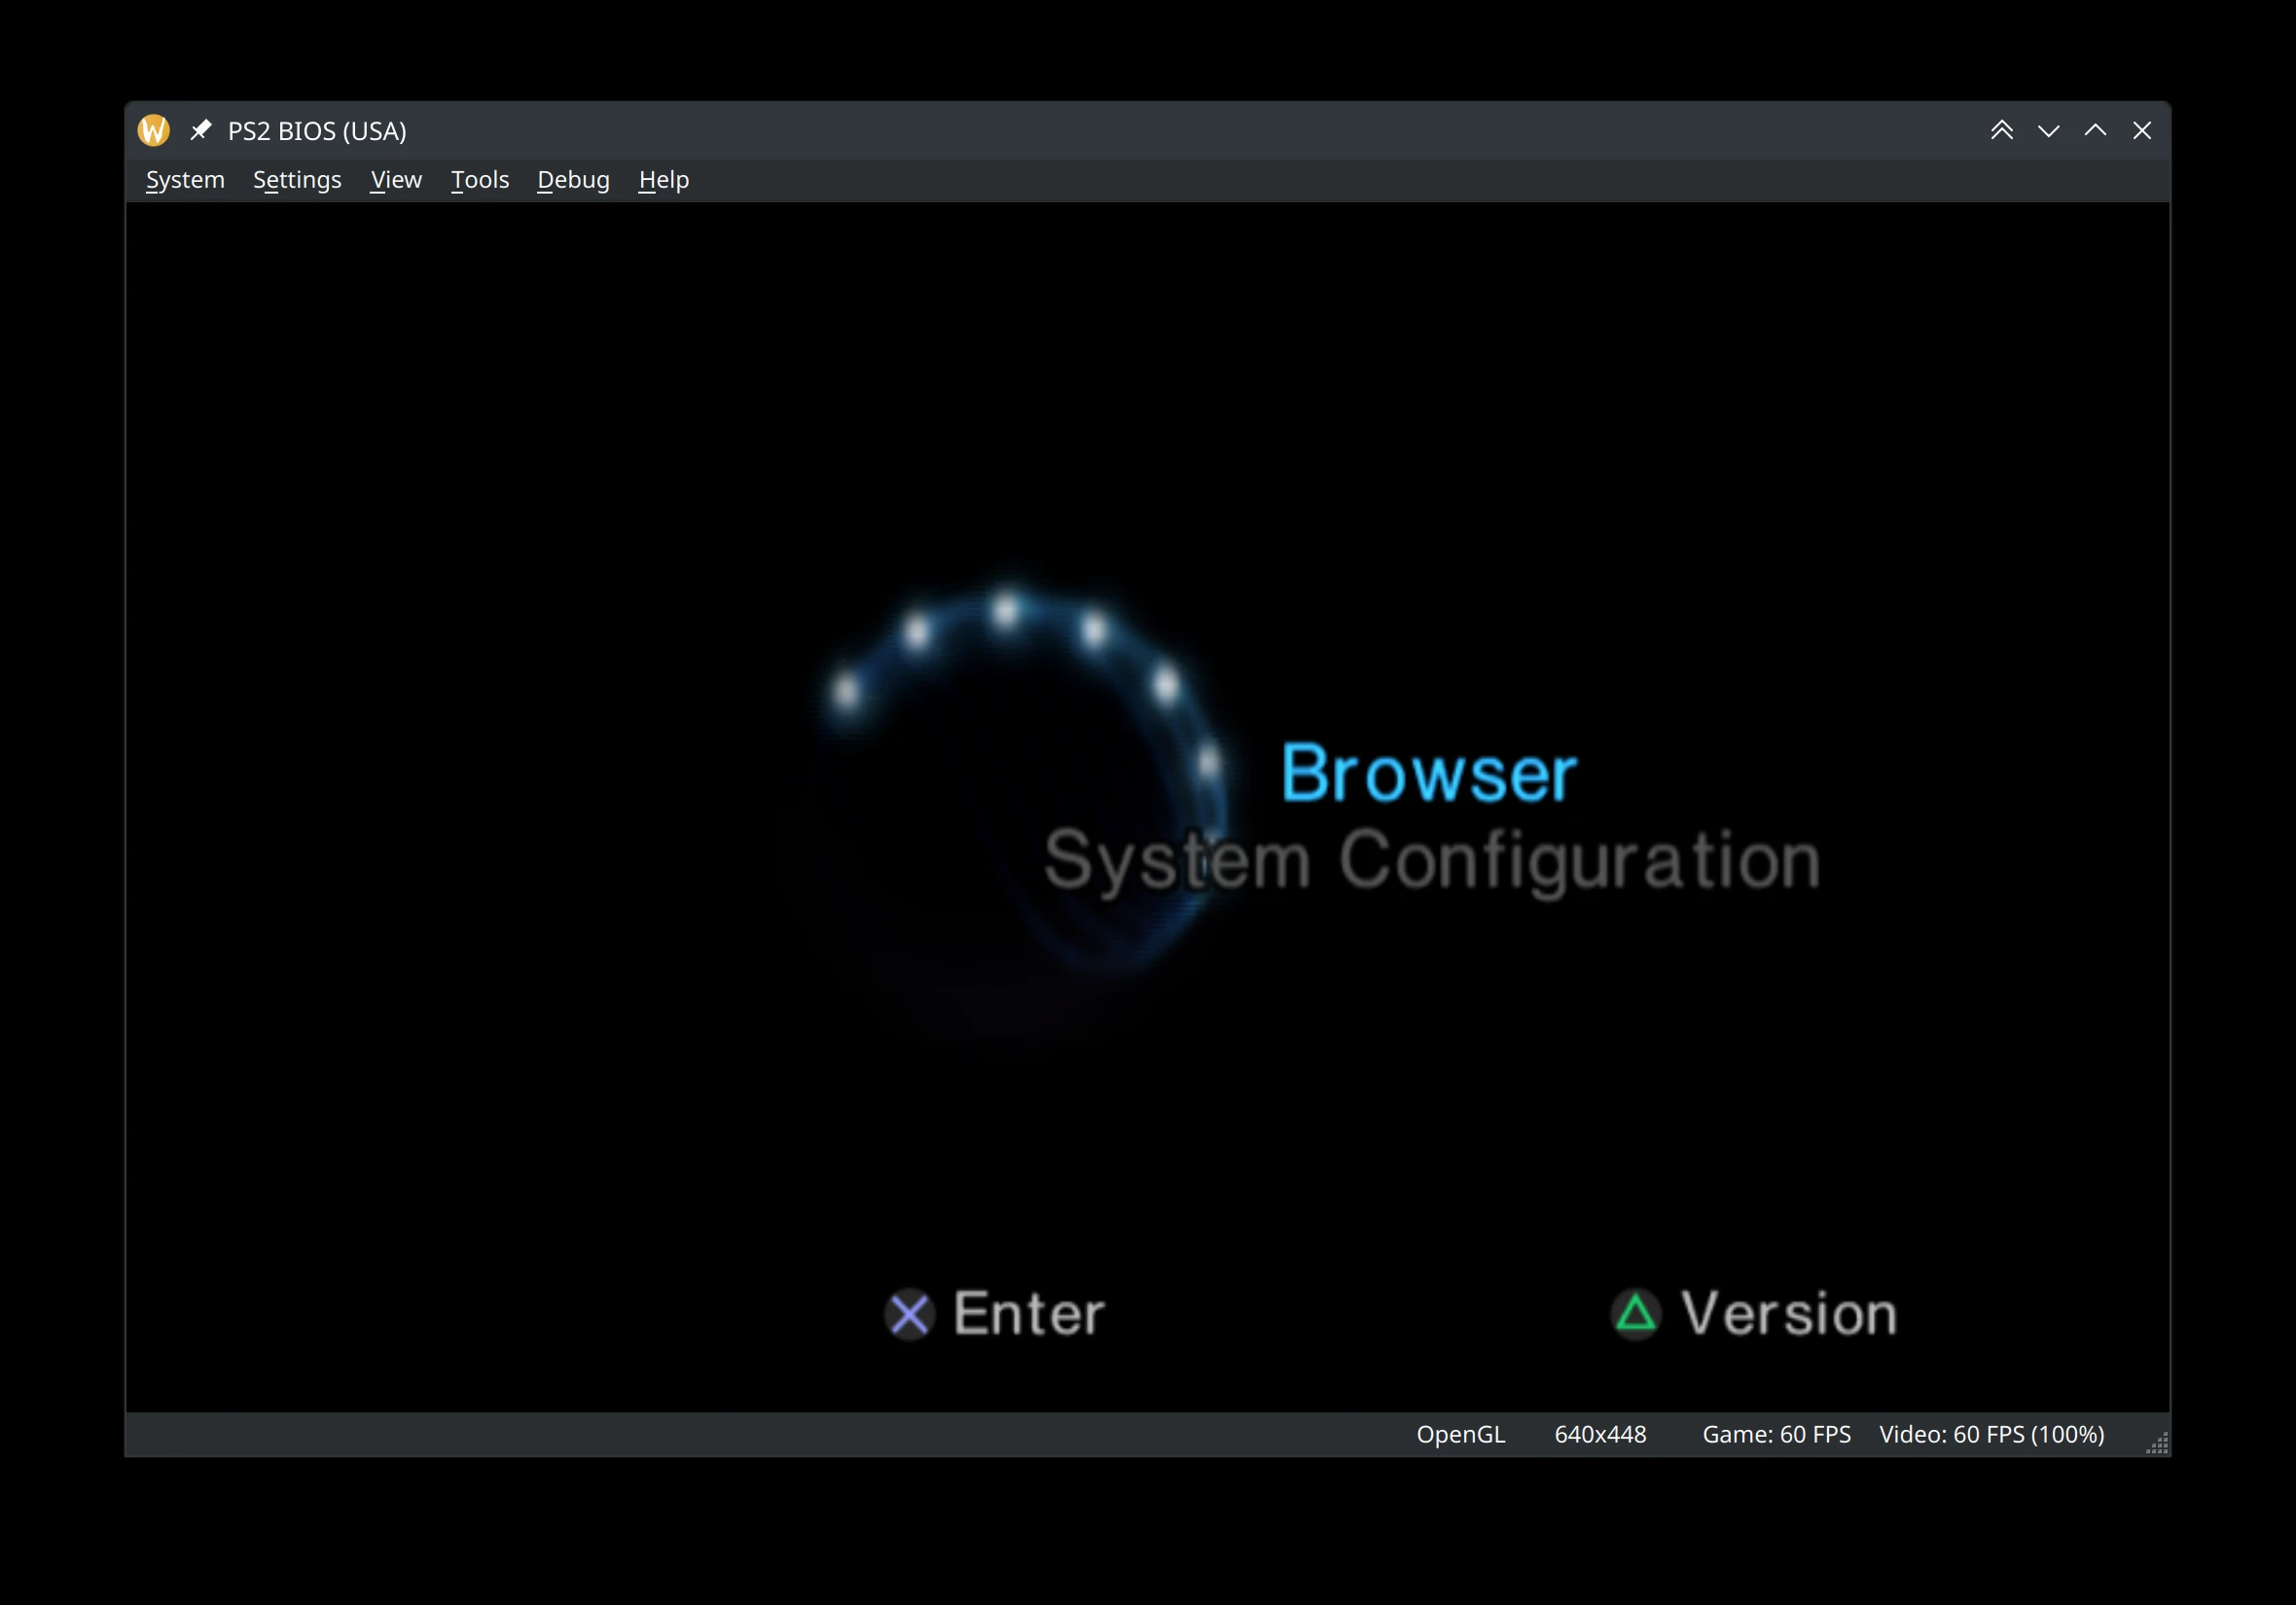 PS2 BIOS (USA)
System Settings View Tools Debug Help
Browser
System Configuration
Enter Version
OpenGL 640x448 Game: 60 FPS Video: 60 FPS (100%)